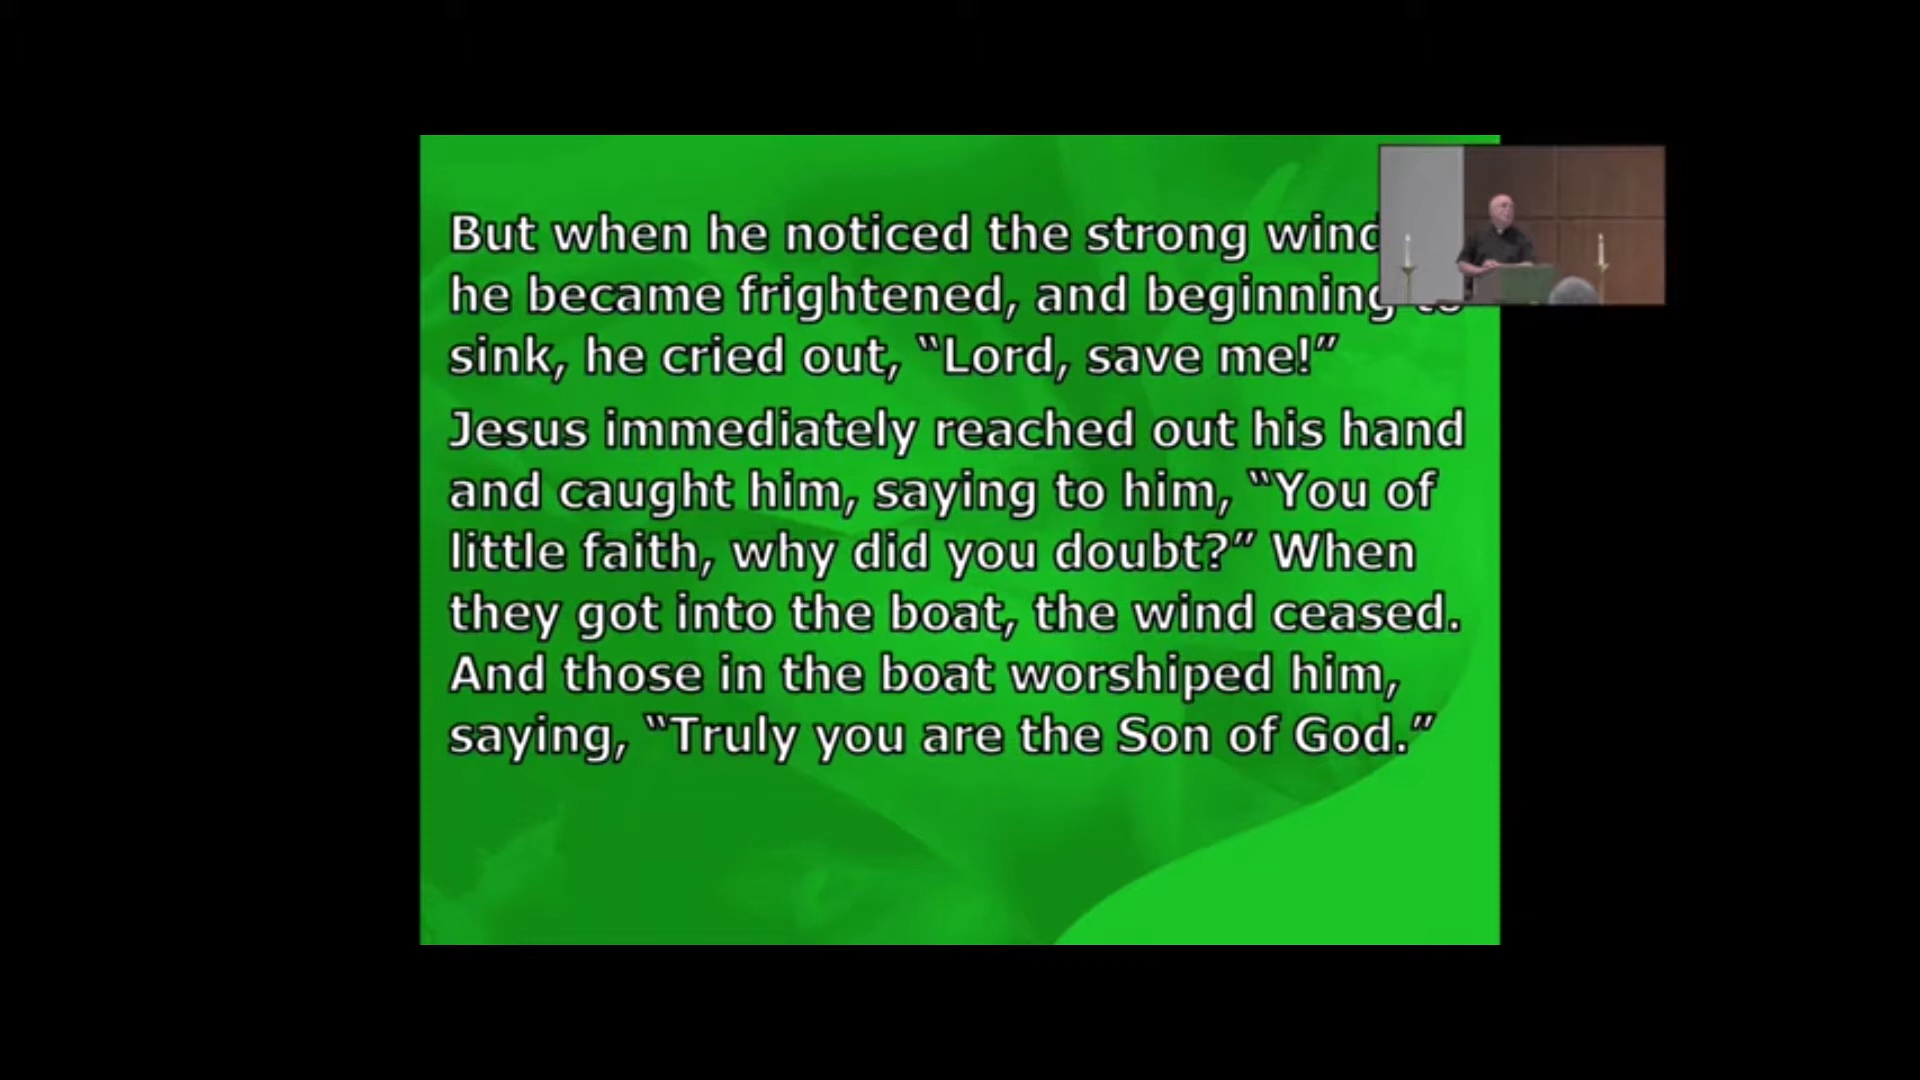 But when he noticed the strong wind
he became frightened, and beginning to
sink, he cried out, “Lord, save me!”
Jesus immediately reached out his hand
and caught him, saying to him, “You of
little faith, why did you doubt?” When
they got into the boat, the wind ceased.
And those in the boat worshiped him,
saying, “Truly you are the Son of God.”